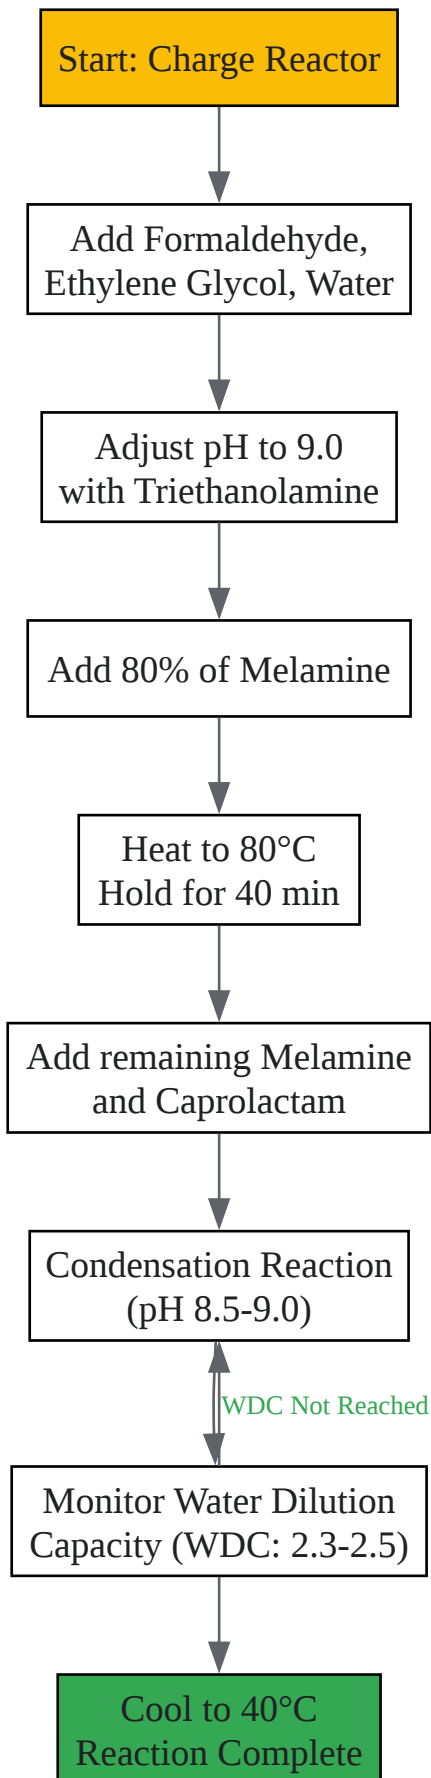 Start: Charge Reactor
Add Formaldehyde,
Ethylene Glycol, Water
Adjust pH to 9.0
with Triethanolamine
Add 80% of Melamine
Heat to 80°C
Hold for 40 min
Add remaining Melamine
and Caprolactam
Condensation Reaction
(pH 8.5-9.0)
WDC Not Reached
Monitor Water Dilution
Capacity (WDC: 2.3-2.5)
Cool to 40°C
Reaction Complete